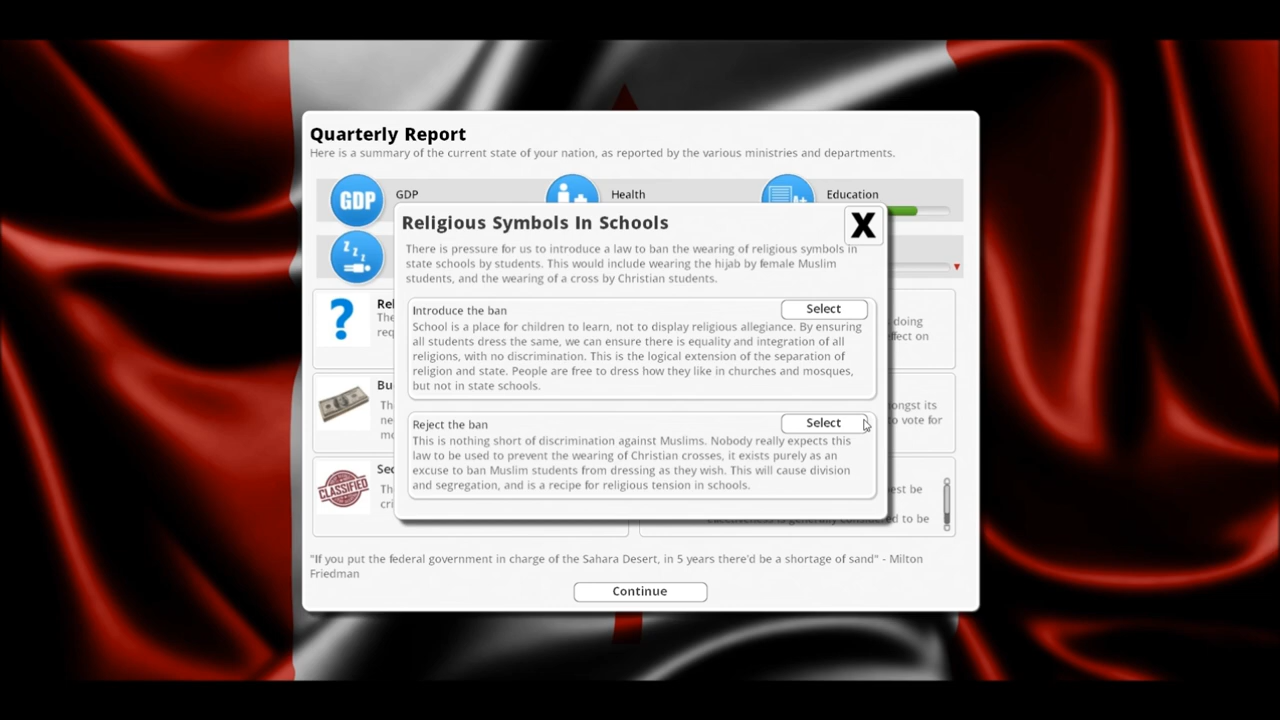 Quarterly Report
Here is a summary of the current state of your nation, as reported by the various ministries and departments.
GDP
GDP
Health
Education
Religious Symbols In Schools
X
There is pressure for us to introduce a law to ban the wearing of religious symbols in
state schools by students. This would include wearing the hijab by female Muslim
students, and the wearing of a cross by Christian students.
Introduce the ban
Select
School is a place for children to learn, not to display religious allegiance. By ensuring
all students dress the same, we can ensure there is equality and integration of all
religions, with no discrimination. This is the logical extension of the separation of
religion and state. People are free to dress how they like in churches and mosques,
but not in state schools.
Reject the ban
Select
This is nothing short of discrimination against Muslims. Nobody really expects this
law to be used to prevent the wearing of Christian crosses, it exists purely as an
excuse to ban Muslim students from dressing as they wish. This will cause division
and segregation, and is a recipe for religious tension in schools.
doing
effect on
amongst its
to vote for
best be
to be
CLASSIFIED
"If you put the federal government in charge of the Sahara Desert, in 5 years there'd be a shortage of sand" - Milton
Friedman
Continue